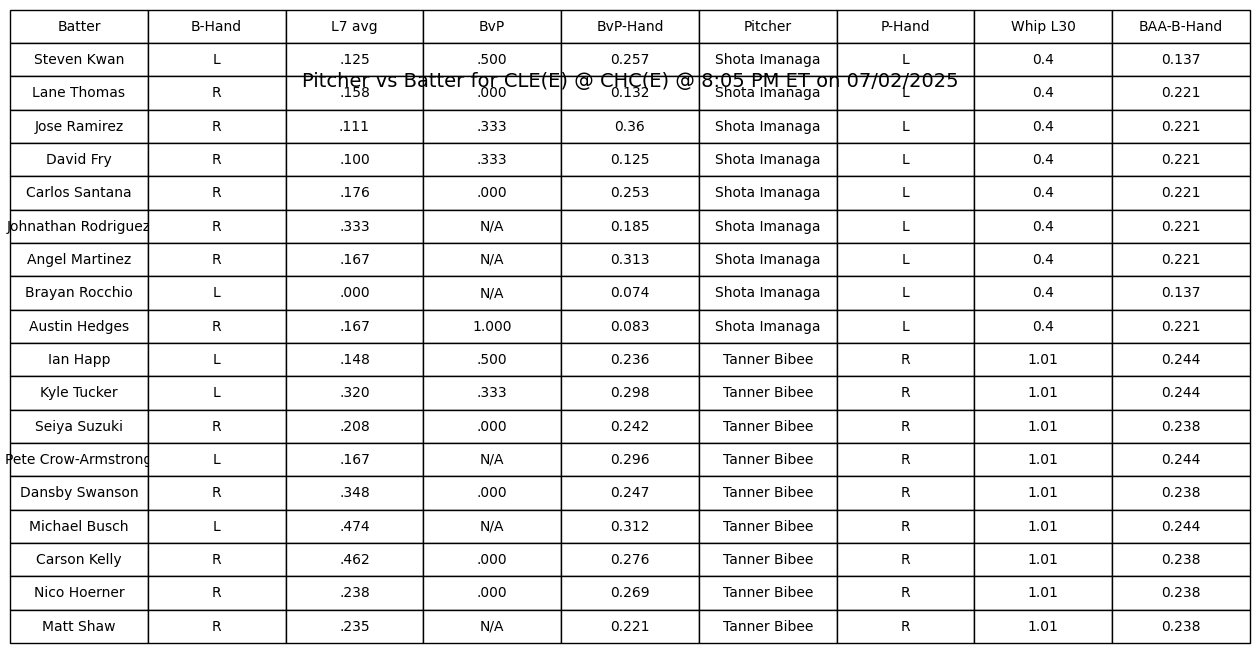 Batter B-Hand L7 avg BvP BvP-Hand Pitcher P-Hand Whip L30 BAA-B-Hand
Steven Kwan L .125 .500 0.257 Shota Imanaga L 0.4 0.137
Pitcher vs Batter for CLE(E) @ CHC(E) @ 8:05 PM ET on 07/02/2025
Lane Thomas R .158 .000 0.132 Shota Imanaga L 0.4 0.221
Jose Ramirez R .111 .333 0.36 Shota Imanaga L 0.4 0.221
David Fry R .100 .333 0.125 Shota Imanaga L 0.4 0.221
Carlos Santana R .176 .000 0.253 Shota Imanaga L 0.4 0.221
Johnathan Rodriguez R .333 N/A 0.185 Shota Imanaga L 0.4 0.221
Angel Martinez R .167 N/A 0.313 Shota Imanaga L 0.4 0.221
Brayan Rocchio L .000 N/A 0.074 Shota Imanaga L 0.4 0.137
Austin Hedges R .167 1.000 0.083 Shota Imanaga L 0.4 0.221
Ian Happ L .148 .500 0.236 Tanner Bibee R 1.01 0.244
Kyle Tucker L .320 .333 0.298 Tanner Bibee R 1.01 0.244
Seiya Suzuki R .208 .000 0.242 Tanner Bibee R 1.01 0.238
Pete Crow-Armstrong L .167 N/A 0.296 Tanner Bibee R 1.01 0.244
Dansby Swanson R .348 .000 0.247 Tanner Bibee R 1.01 0.238
Michael Busch L .474 N/A 0.312 Tanner Bibee R 1.01 0.244
Carson Kelly R .462 .000 0.276 Tanner Bibee R 1.01 0.238
Nico Hoerner R .238 .000 0.269 Tanner Bibee R 1.01 0.238
Matt Shaw R .235 N/A 0.221 Tanner Bibee R 1.01 0.238